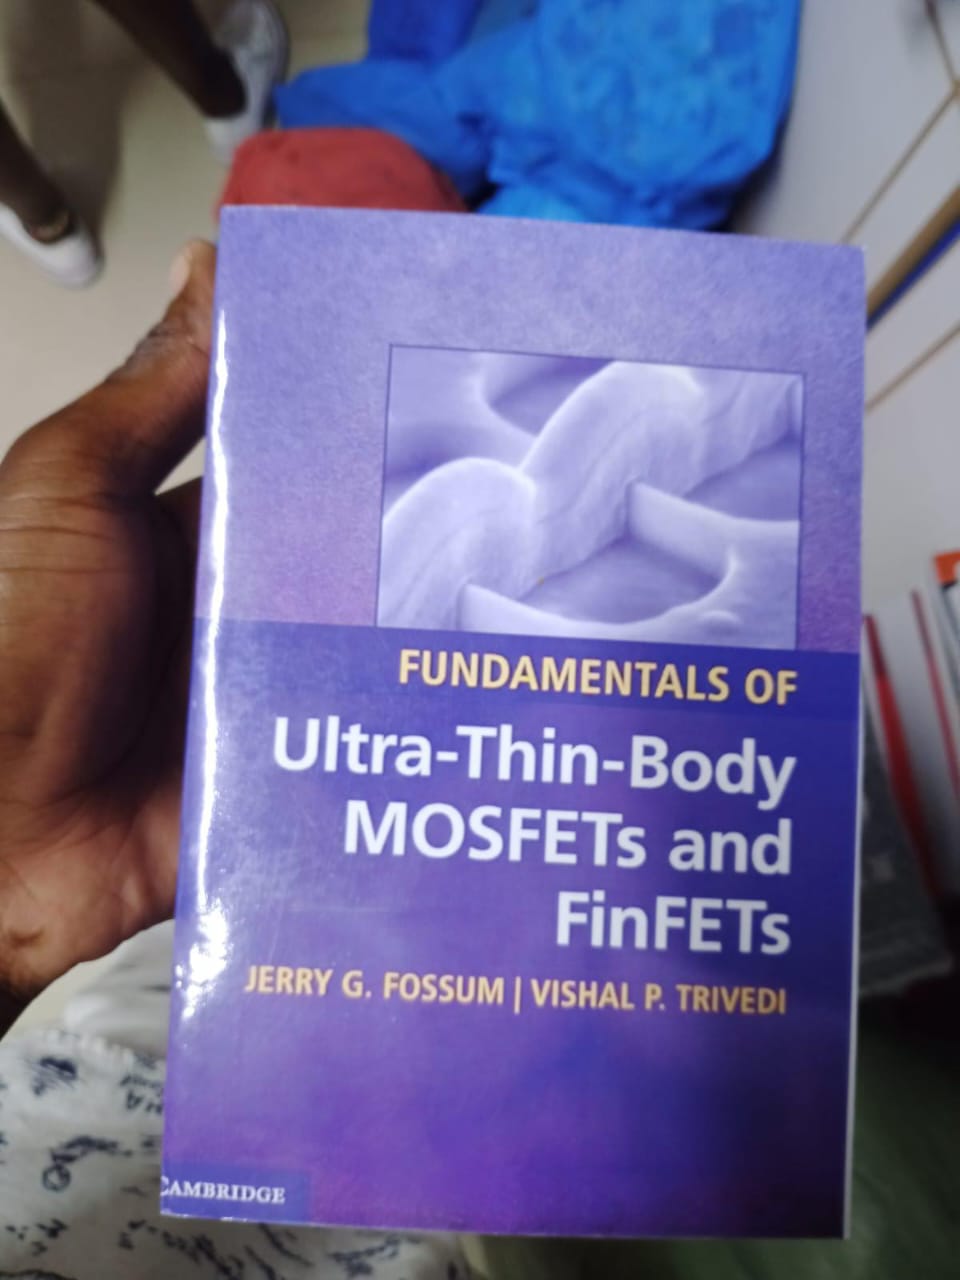 FUNDAMENTALS OF
Ultra-Thin-Body
MOSFETs and
FinFETs
JERRY G. FOSSUM | VISHAL P. TRIVEDI
CAMBRIDGE